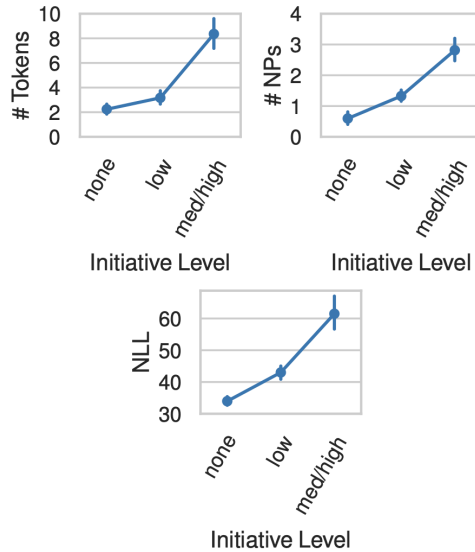 # Tokens
10
8
6
4
2
0
none
low
med/high
Initiative Level
# NPs
4
3
2
1
0
none
low
med/high
Initiative Level
NLL
60
50
40
30
none
low
med/high
Initiative Level